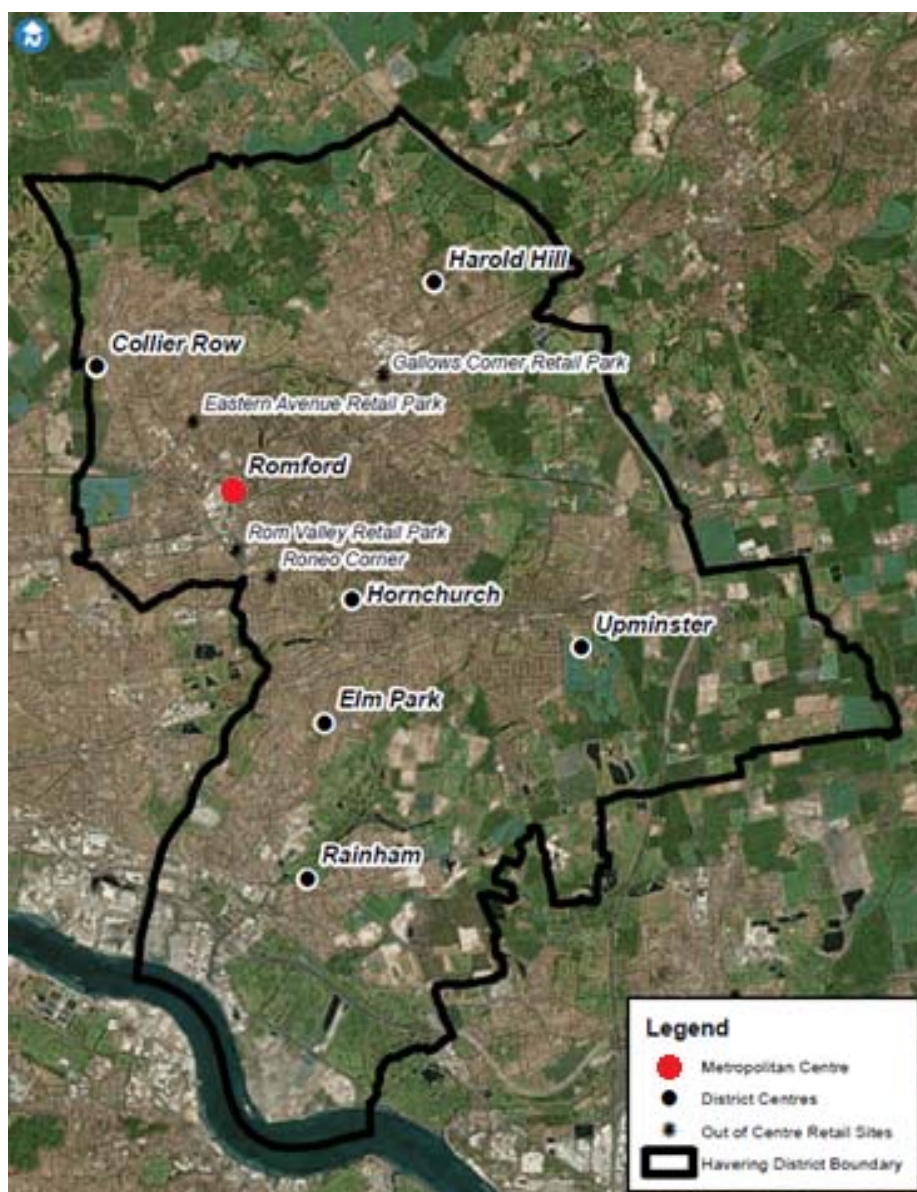 Harold Hill
Collier Row
Gallows Corner Retail Park
Eastern Avenue Retail Park
Romford
Rom Valley Retail Park
Roneo Corner
Hornchurch
Upminster
Elm Park
Rainham
Legend
Metropolitan Centre
District Centres
Out of Centre Retail Sites
Havering District Boundary